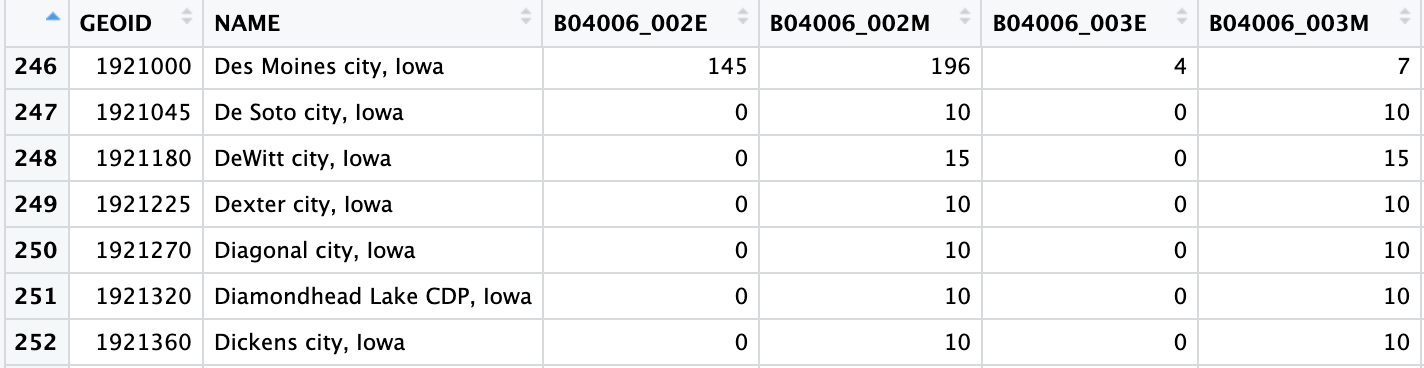 GEOID NAME B04006_002E B04006_002M B04006_003E B04006_003M
246 1921000 Des Moines city, Iowa 145 196 4 7
247 1921045 De Soto city, Iowa 0 10 0 10
248 1921180 DeWitt city, Iowa 0 15 0 15
249 1921225 Dexter city, Iowa 0 10 0 10
250 1921270 Diagonal city, Iowa 0 10 0 10
251 1921320 Diamondhead Lake CDP, Iowa 0 10 0 10
252 1921360 Dickens city, Iowa 0 10 0 10